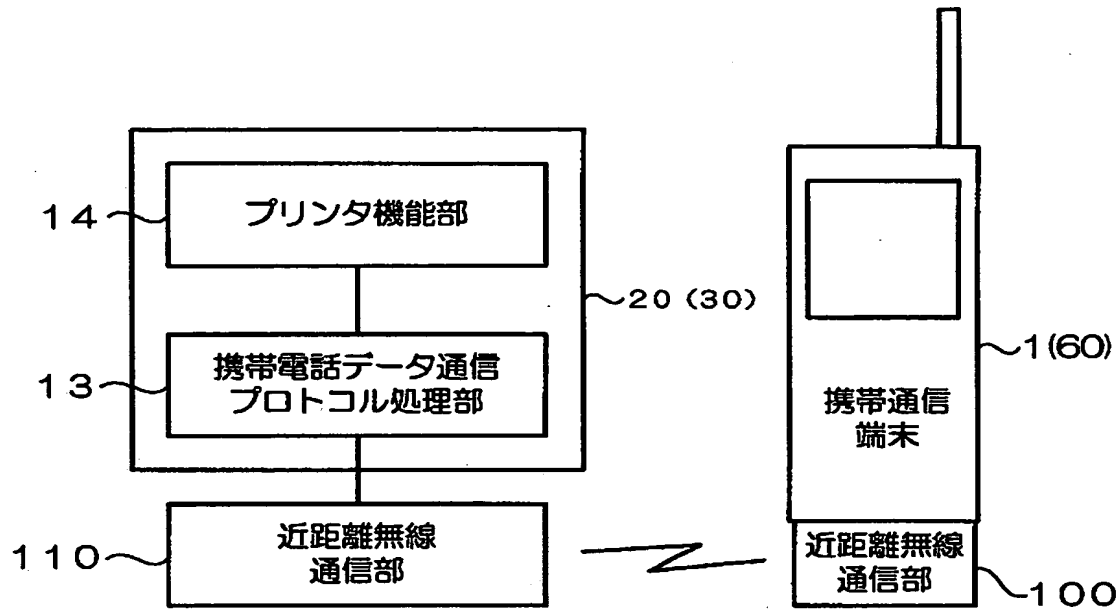 14
プリンタ機能部
20(30)
13
携帯電話データ通信
プロトコル処理部
110
近距離無線
通信部
1(60)
携帯通信
端末
近距離無線
通信部
100